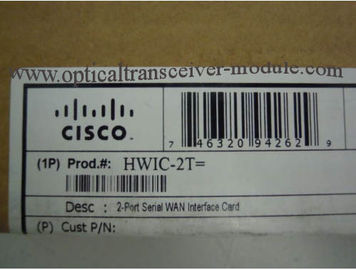 www.opticaltransceiver-module.com
CISCO™
7 46320 94262 9
(1P) Prod.#: HWIC-2T=
Desc : 2-Port Serial WAN Interface Card
(P) Cust P/N: